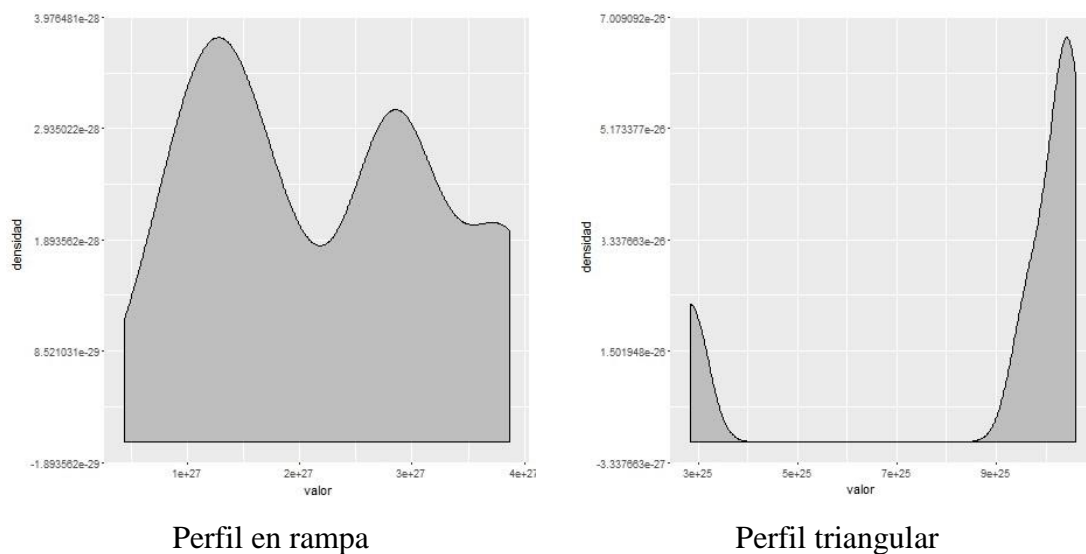 3.976481e-28
2.935022e-28
1.893562e-28
8.521031e-29
-1.893562e-29
densidad
1e+27
2e+27
3e+27
4e+27
valor
Perfil en rampa
7.009092e-26
5.173377e-26
3.337663e-26
1.501948e-26
-3.337663e-27
densidad
3e+25
5e+25
7e+25
9e+25
valor
Perfil triangular